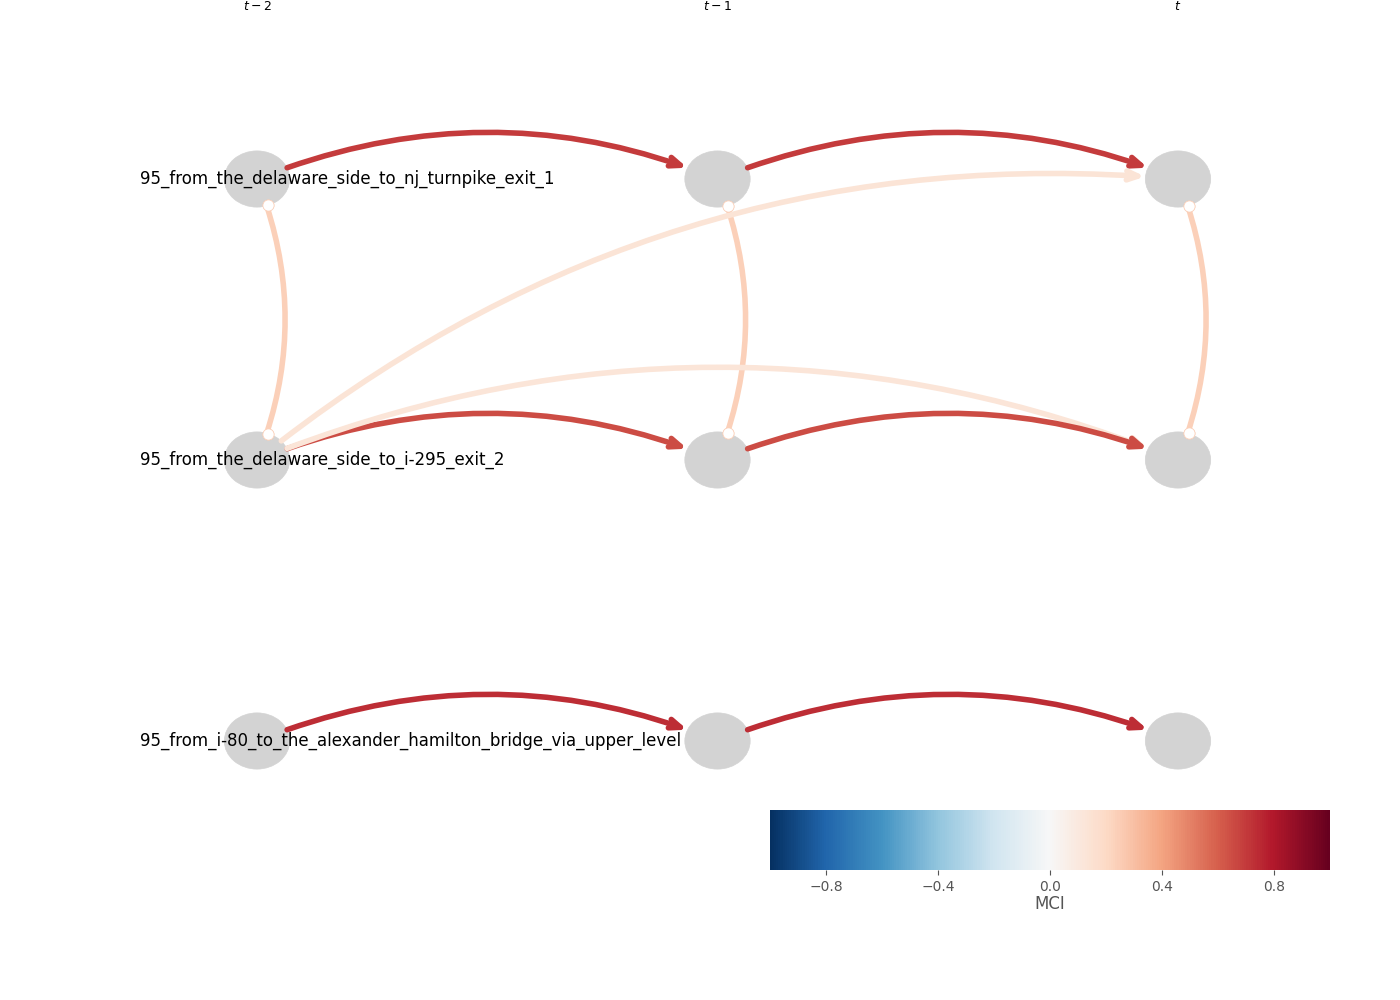 t − 2 t − 1 t
95_from_the_delaware_side_to_nj_turnpike_exit_1
95_from_the_delaware_side_to_i-295_exit_2
95_from_i-80_to_the_alexander_hamilton_bridge_via_upper_level
−0.8 −0.4 0.0 0.4 0.8
MCI